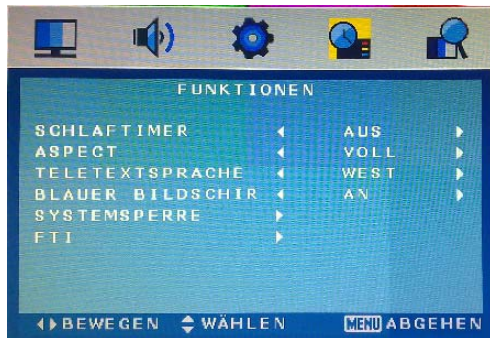 FUNKTIONEN
SCHLAFTIMER AUS
ASPECT VOLL
TELETEXTSPRACHE WEST
BLAUER BILDSCHIR AN
SYSTEMSPERRE
FTI
BEWEGEN WÄHLEN MENU ABGEHEN